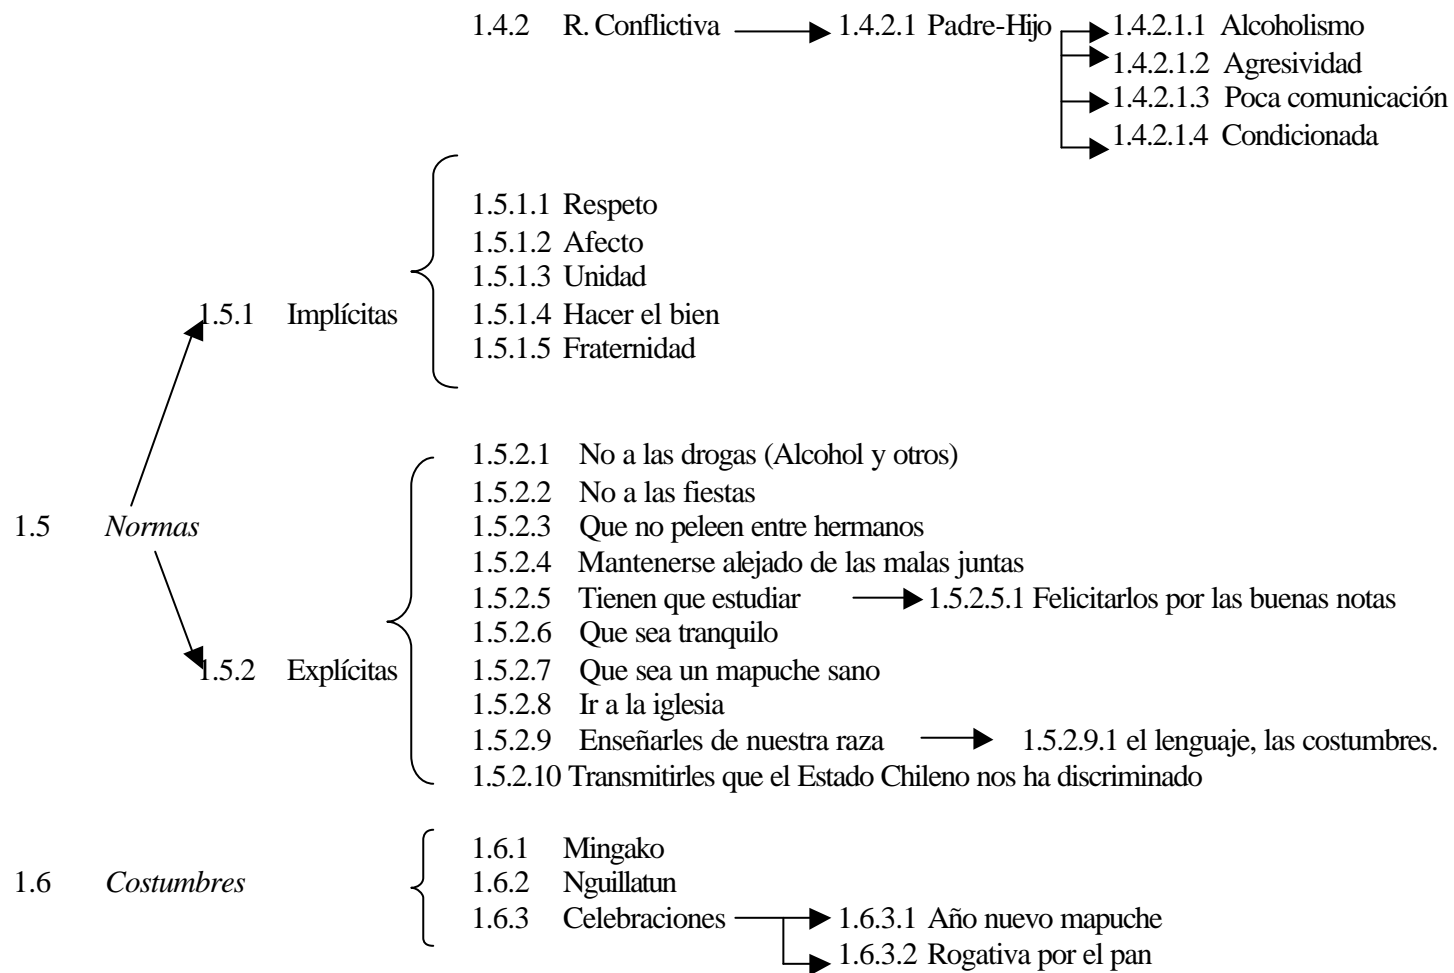 1.4.2 R. Conflictiva 1.4.2.1 Padre-Hijo 1.4.2.1.1 Alcoholismo
1.4.2.1.2 Agresividad
1.4.2.1.3 Poca comunicación
1.4.2.1.4 Condicionada
1.5.1.1 Respeto
1.5.1.2 Afecto
1.5.1.3 Unidad
1.5.1 Implícitas 1.5.1.4 Hacer el bien
1.5.1.5 Fraternidad
1.5.2.1 No a las drogas (Alcohol y otros)
1.5.2.2 No a las fiestas
1.5 Normas 1.5.2.3 Que no peleen entre hermanos
1.5.2.4 Mantenerse alejado de las malas juntas
1.5.2.5 Tienen que estudiar 1.5.2.5.1 Felicitarlos por las buenas notas
1.5.2.6 Que sea tranquilo
1.5.2 Explícitas 1.5.2.7 Que sea un mapuche sano
1.5.2.8 Ir a la iglesia
1.5.2.9 Enseñarles de nuestra raza 1.5.2.9.1 el lenguaje, las costumbres.
1.5.2.10 Transmitirles que el Estado Chileno nos ha discriminado
1.6.1 Mingako
1.6 Costumbres 1.6.2 Nguillatun
1.6.3 Celebraciones 1.6.3.1 Año nuevo mapuche
1.6.3.2 Rogativa por el pan